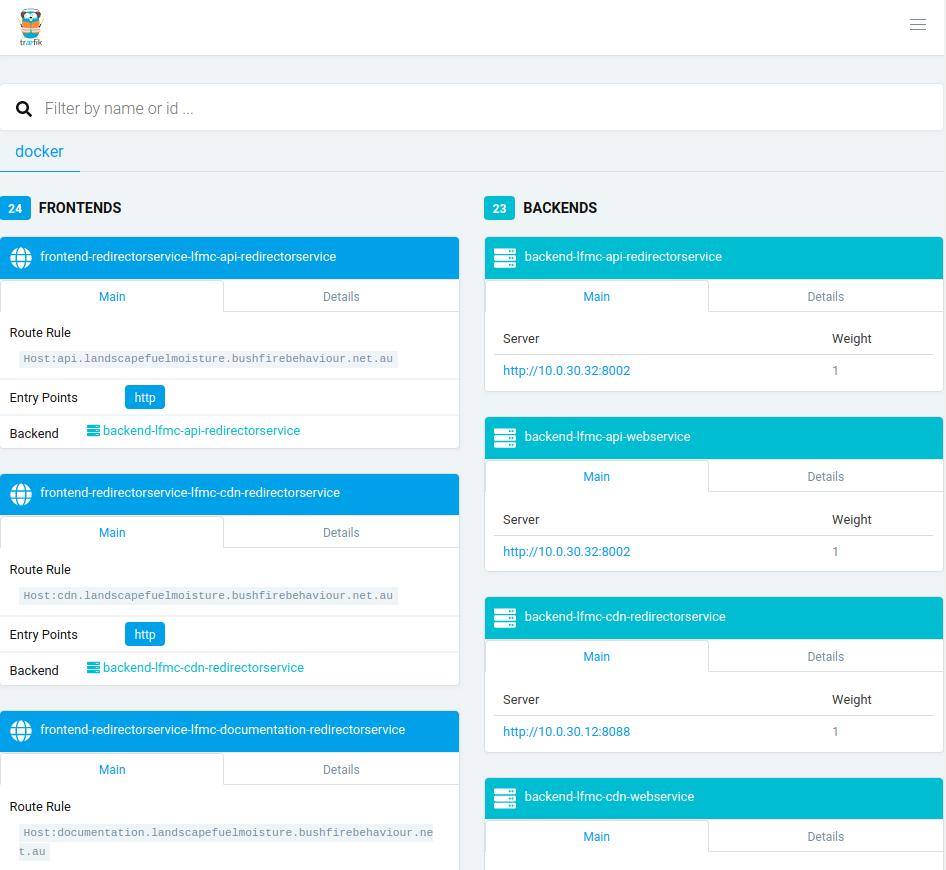 træfik
Filter by name or id ...
docker
24 FRONTENDS
frontend-redirectorservice-lfmc-api-redirectorservice
Main Details
Route Rule
Host:api.landscapefuelmoisture.bushfirebehaviour.net.au
Entry Points http
Backend backend-lfmc-api-redirectorservice
frontend-redirectorservice-lfmc-cdn-redirectorservice
Main Details
Route Rule
Host:cdn.landscapefuelmoisture.bushfirebehaviour.net.au
Entry Points http
Backend backend-lfmc-cdn-redirectorservice
frontend-redirectorservice-lfmc-documentation-redirectorservice
Main Details
Route Rule
Host:documentation.landscapefuelmoisture.bushfirebehaviour.ne
t.au
23 BACKENDS
backend-lfmc-api-redirectorservice
Main Details
Server Weight
http://10.0.30.32:8002 1
backend-lfmc-api-webservice
Main Details
Server Weight
http://10.0.30.32:8002 1
backend-lfmc-cdn-redirectorservice
Main Details
Server Weight
http://10.0.30.12:8088 1
backend-lfmc-cdn-webservice
Main Details